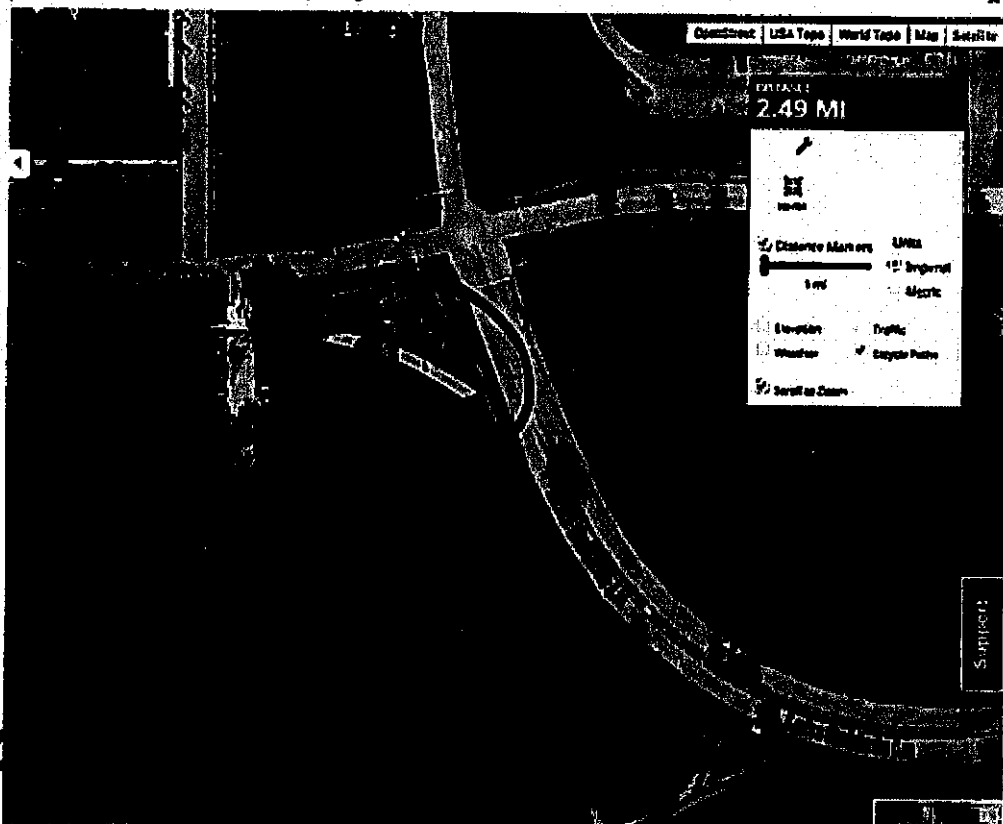 OpenStreet USA Topo World Topo Map Satellite
DISTANCE
2.49 MI
Distance Markers
Units
Imperial
1 mi
Metric
Elevation
Traffic
Weather
Bicycle Paths
Scroll to Zoom
Support